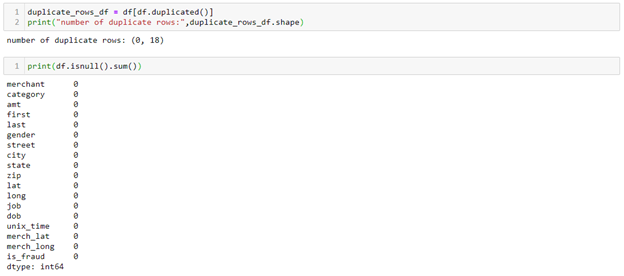 1 duplicate_rows_df = df[df.duplicated()]
2 print("number of duplicate rows:",duplicate_rows_df.shape)
number of duplicate rows: (0, 18)
1 print(df.isnull().sum())
merchant 0
category 0
amt 0
first 0
last 0
gender 0
street 0
city 0
state 0
zip 0
lat 0
long 0
job 0
dob 0
unix_time 0
merch_lat 0
merch_long 0
is_fraud 0
dtype: int64